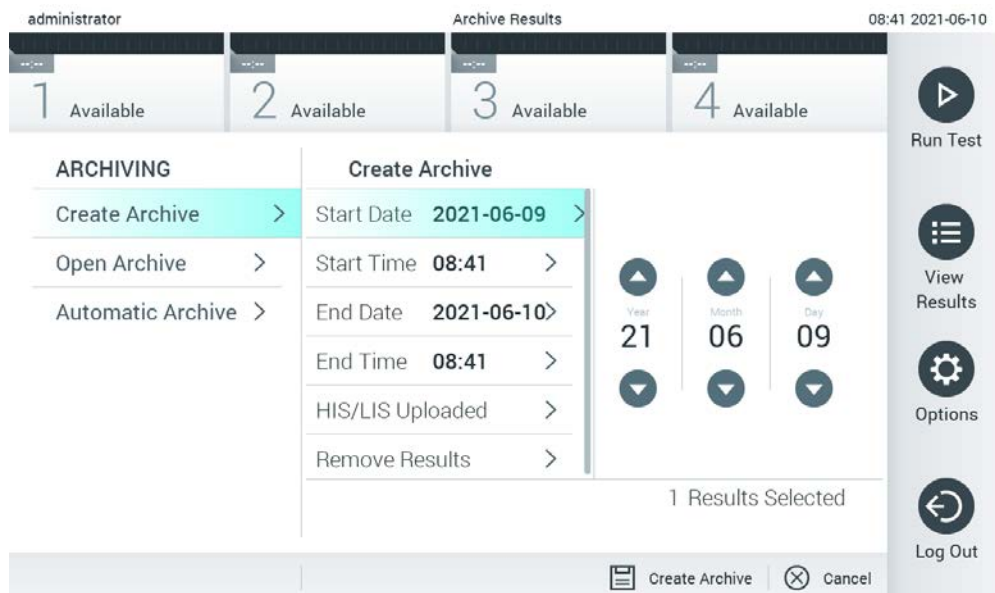 administrator Archive Results 08:41 2021-06-10
--:-- --:-- --:-- --:--
1 Available 2 Available 3 Available 4 Available
Run Test
ARCHIVING
Create Archive
Open Archive
Automatic Archive
Create Archive
Start Date 2021-06-09
Start Time 08:41
End Date 2021-06-10
End Time 08:41
HIS/LIS Uploaded
Remove Results
Year Month Day
21 06 09
1 Results Selected
View
Results
Options
Log Out
Create Archive Cancel